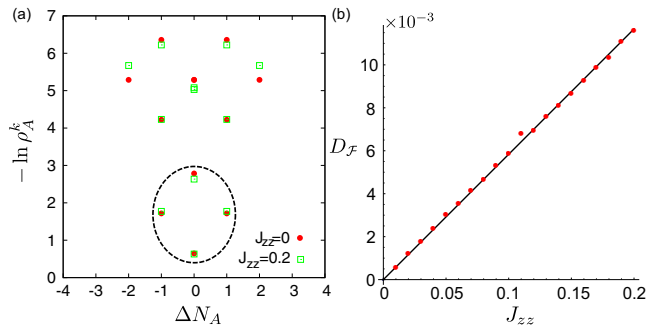 (a)
7
6
5
4
3
2
1
0
-4 -3 -2 -1 0 1 2 3 4
− ln ρ_A^k
ΔN_A
J_zz=0
J_zz=0.2
(b)
×10⁻³
10
8
6
4
2
0
0 0.05 0.1 0.15 0.2
D_ℱ
J_zz